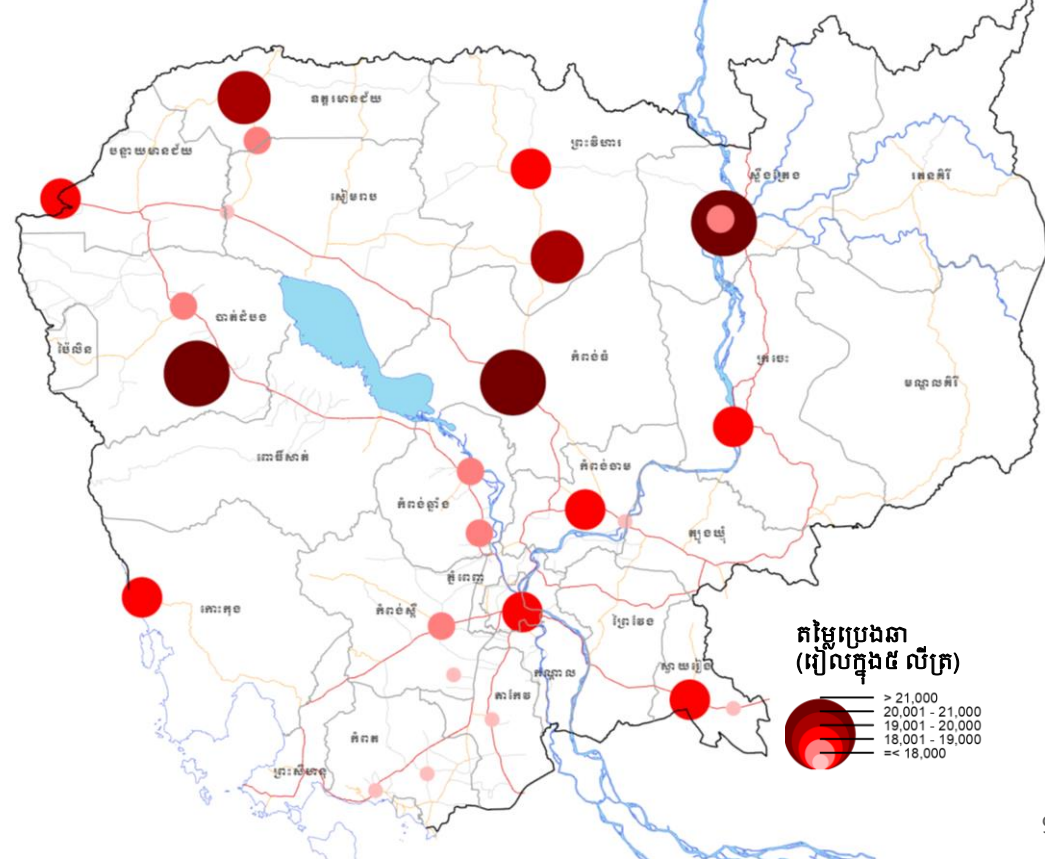 ឧត្តរមានជ័យ
ព្រះវិហារ
បន្ទាយមានជ័យ
ស្ទឹងត្រែង
រតនគិរី
សៀមរាប
បាត់ដំបង
ប៉ៃលិន
កំពង់ធំ
ក្រចេះ
មណ្ឌលគិរី
ពោធិ៍សាត់
កំពង់ចាម
កំពង់ឆ្នាំង
ត្បូងឃ្មុំ
ភ្នំពេញ
កោះកុង
កំពង់ស្ពឺ
ព្រៃវែង
តម្លៃប្រេងឆា
(រៀលក្នុង៥ លីត្រ)
ស្វាយរៀង
កណ្ដាល
តាកែវ
> 21,000
20,001 - 21,000
19,001 - 20,000
18,001 - 19,000
=< 18,000
កំពត
ព្រះសីហនុ